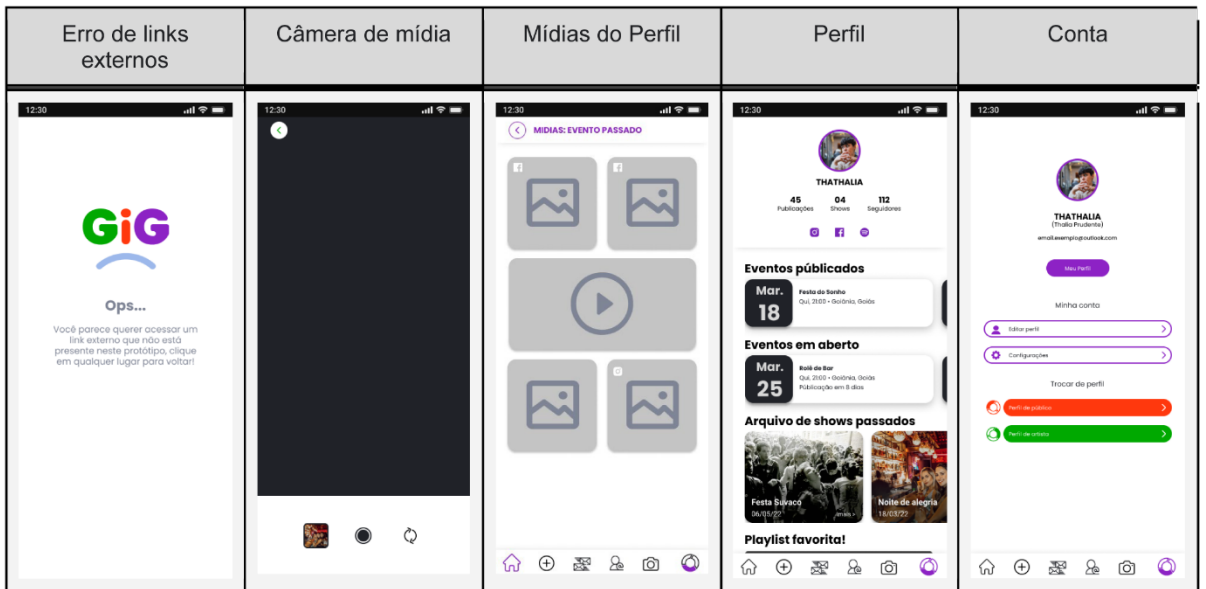 Erro de links
externos
Câmera de mídia
Mídias do Perfil
Perfil
Conta
12:30
GiG
Ops...
Você parece querer acessar um
link externo que não está
presente neste protótipo, clique
em qualquer lugar para voltar!
12:30
12:30
MIDIAS: EVENTO PASSADO
12:30
THATHALIA
45
Publicações
04
Shows
112
Seguidores
Eventos públicados
Mar.
18
Festa do Sonho
Qui, 21:00 • Goiânia, Goiás
Eventos em aberto
Mar.
25
Rolê de Bar
Qui, 21:00 • Goiânia, Goiás
Públicação em 8 dias
Arquivo de shows passados
Festa Suvaco
06/05/22
mais >
Noite de alegria
18/03/22
Playlist favorita!
12:30
THATHALIA
(Thalia Prudente)
email.exemplo@outlook.com
Meu Perfil
Minha conta
Editar perfil
Configurações
Trocar de perfil
Perfil de público
Perfil de artista